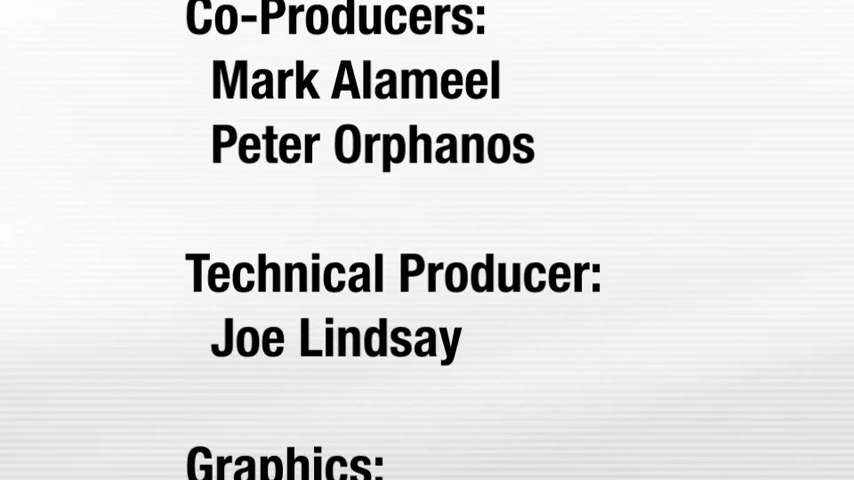 Co-Producers:
Mark Alameel
Peter Orphanos
Technical Producer:
Joe Lindsay
Graphics: